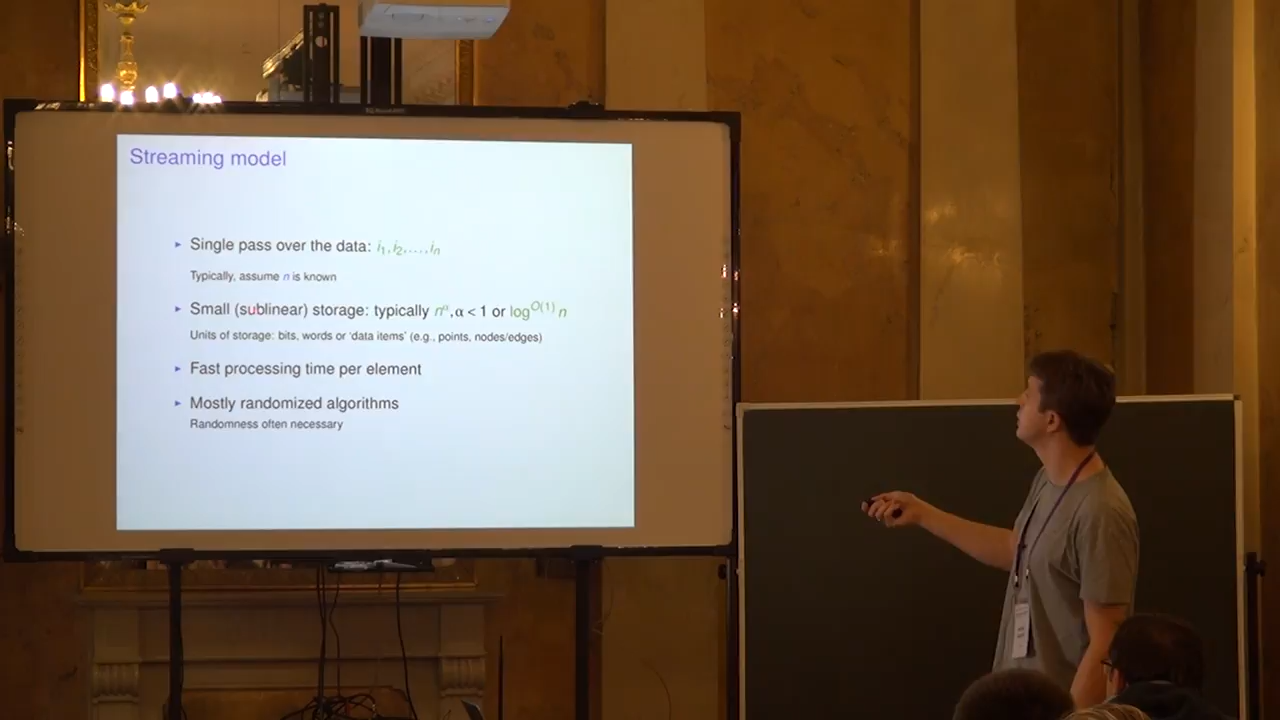 Streaming model
▸ Single pass over the data: i₁, i₂, …, iₙ
Typically, assume n is known
▸ Small (sublinear) storage: typically n^α, α < 1 or log^O(1) n
Units of storage: bits, words or 'data items' (e.g., points, nodes/edges)
▸ Fast processing time per element
▸ Mostly randomized algorithms
Randomness often necessary